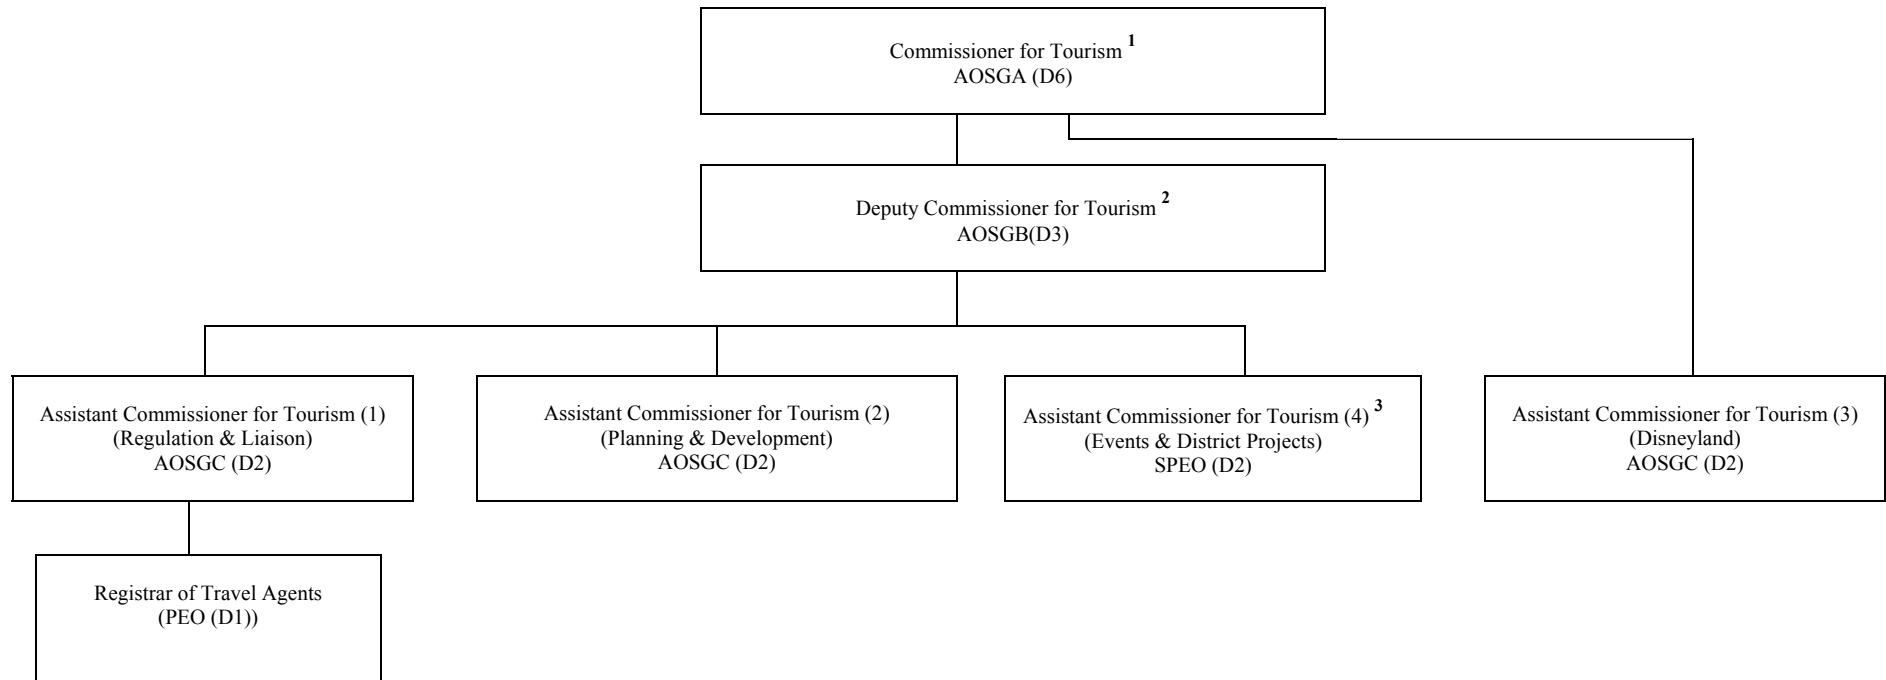 Commissioner for Tourism 1
AOSGA (D6)
Deputy Commissioner for Tourism 2
AOSGB(D3)
Assistant Commissioner for Tourism (1)
(Regulation & Liaison)
AOSGC (D2)
Assistant Commissioner for Tourism (2)
(Planning & Development)
AOSGC (D2)
Assistant Commissioner for Tourism (4) 3
(Events & District Projects)
SPEO (D2)
Assistant Commissioner for Tourism (3)
(Disneyland)
AOSGC (D2)
Registrar of Travel Agents
(PEO (D1))